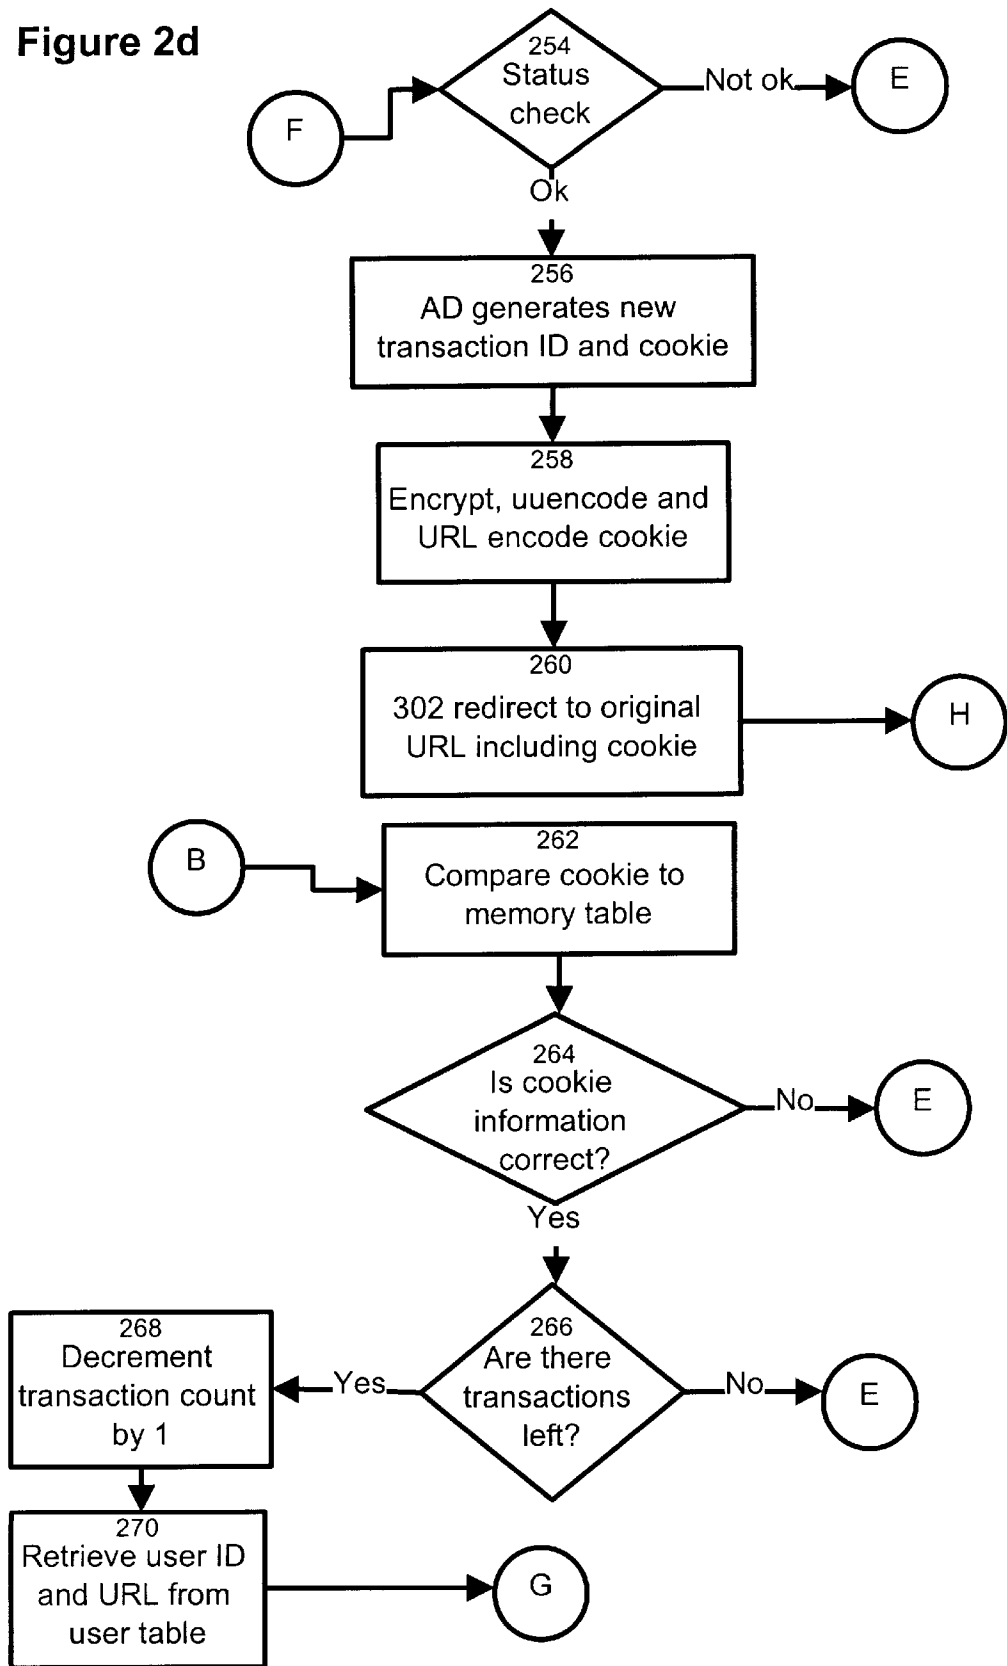 Figure 2d
254
Status
check
Not ok
E
F
Ok
256
AD generates new
transaction ID and cookie
258
Encrypt, uuencode and
URL encode cookie
260
302 redirect to original
URL including cookie
H
B
262
Compare cookie to
memory table
264
Is cookie
information
correct?
No
E
Yes
266
Are there
transactions
left?
No
E
Yes
268
Decrement
transaction count
by 1
270
Retrieve user ID
and URL from
user table
G